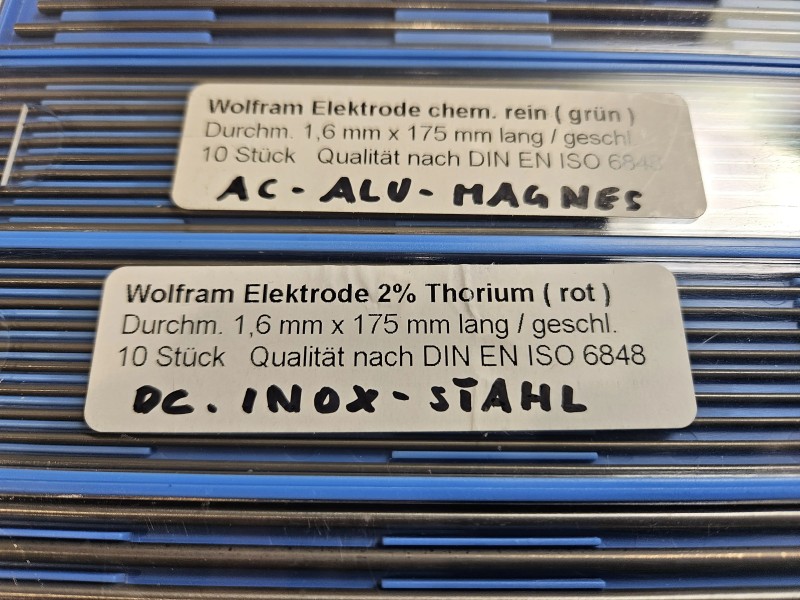 Wolfram Elektrode chem. rein ( grün )
Durchm. 1,6 mm x 175 mm lang / geschl.
10 Stück Qualität nach DIN EN ISO 6848
AC - ALU - MAGNES
Wolfram Elektrode 2% Thorium ( rot )
Durchm. 1,6 mm x 175 mm lang / geschl.
10 Stück Qualität nach DIN EN ISO 6848
DC. INOX - STAHL